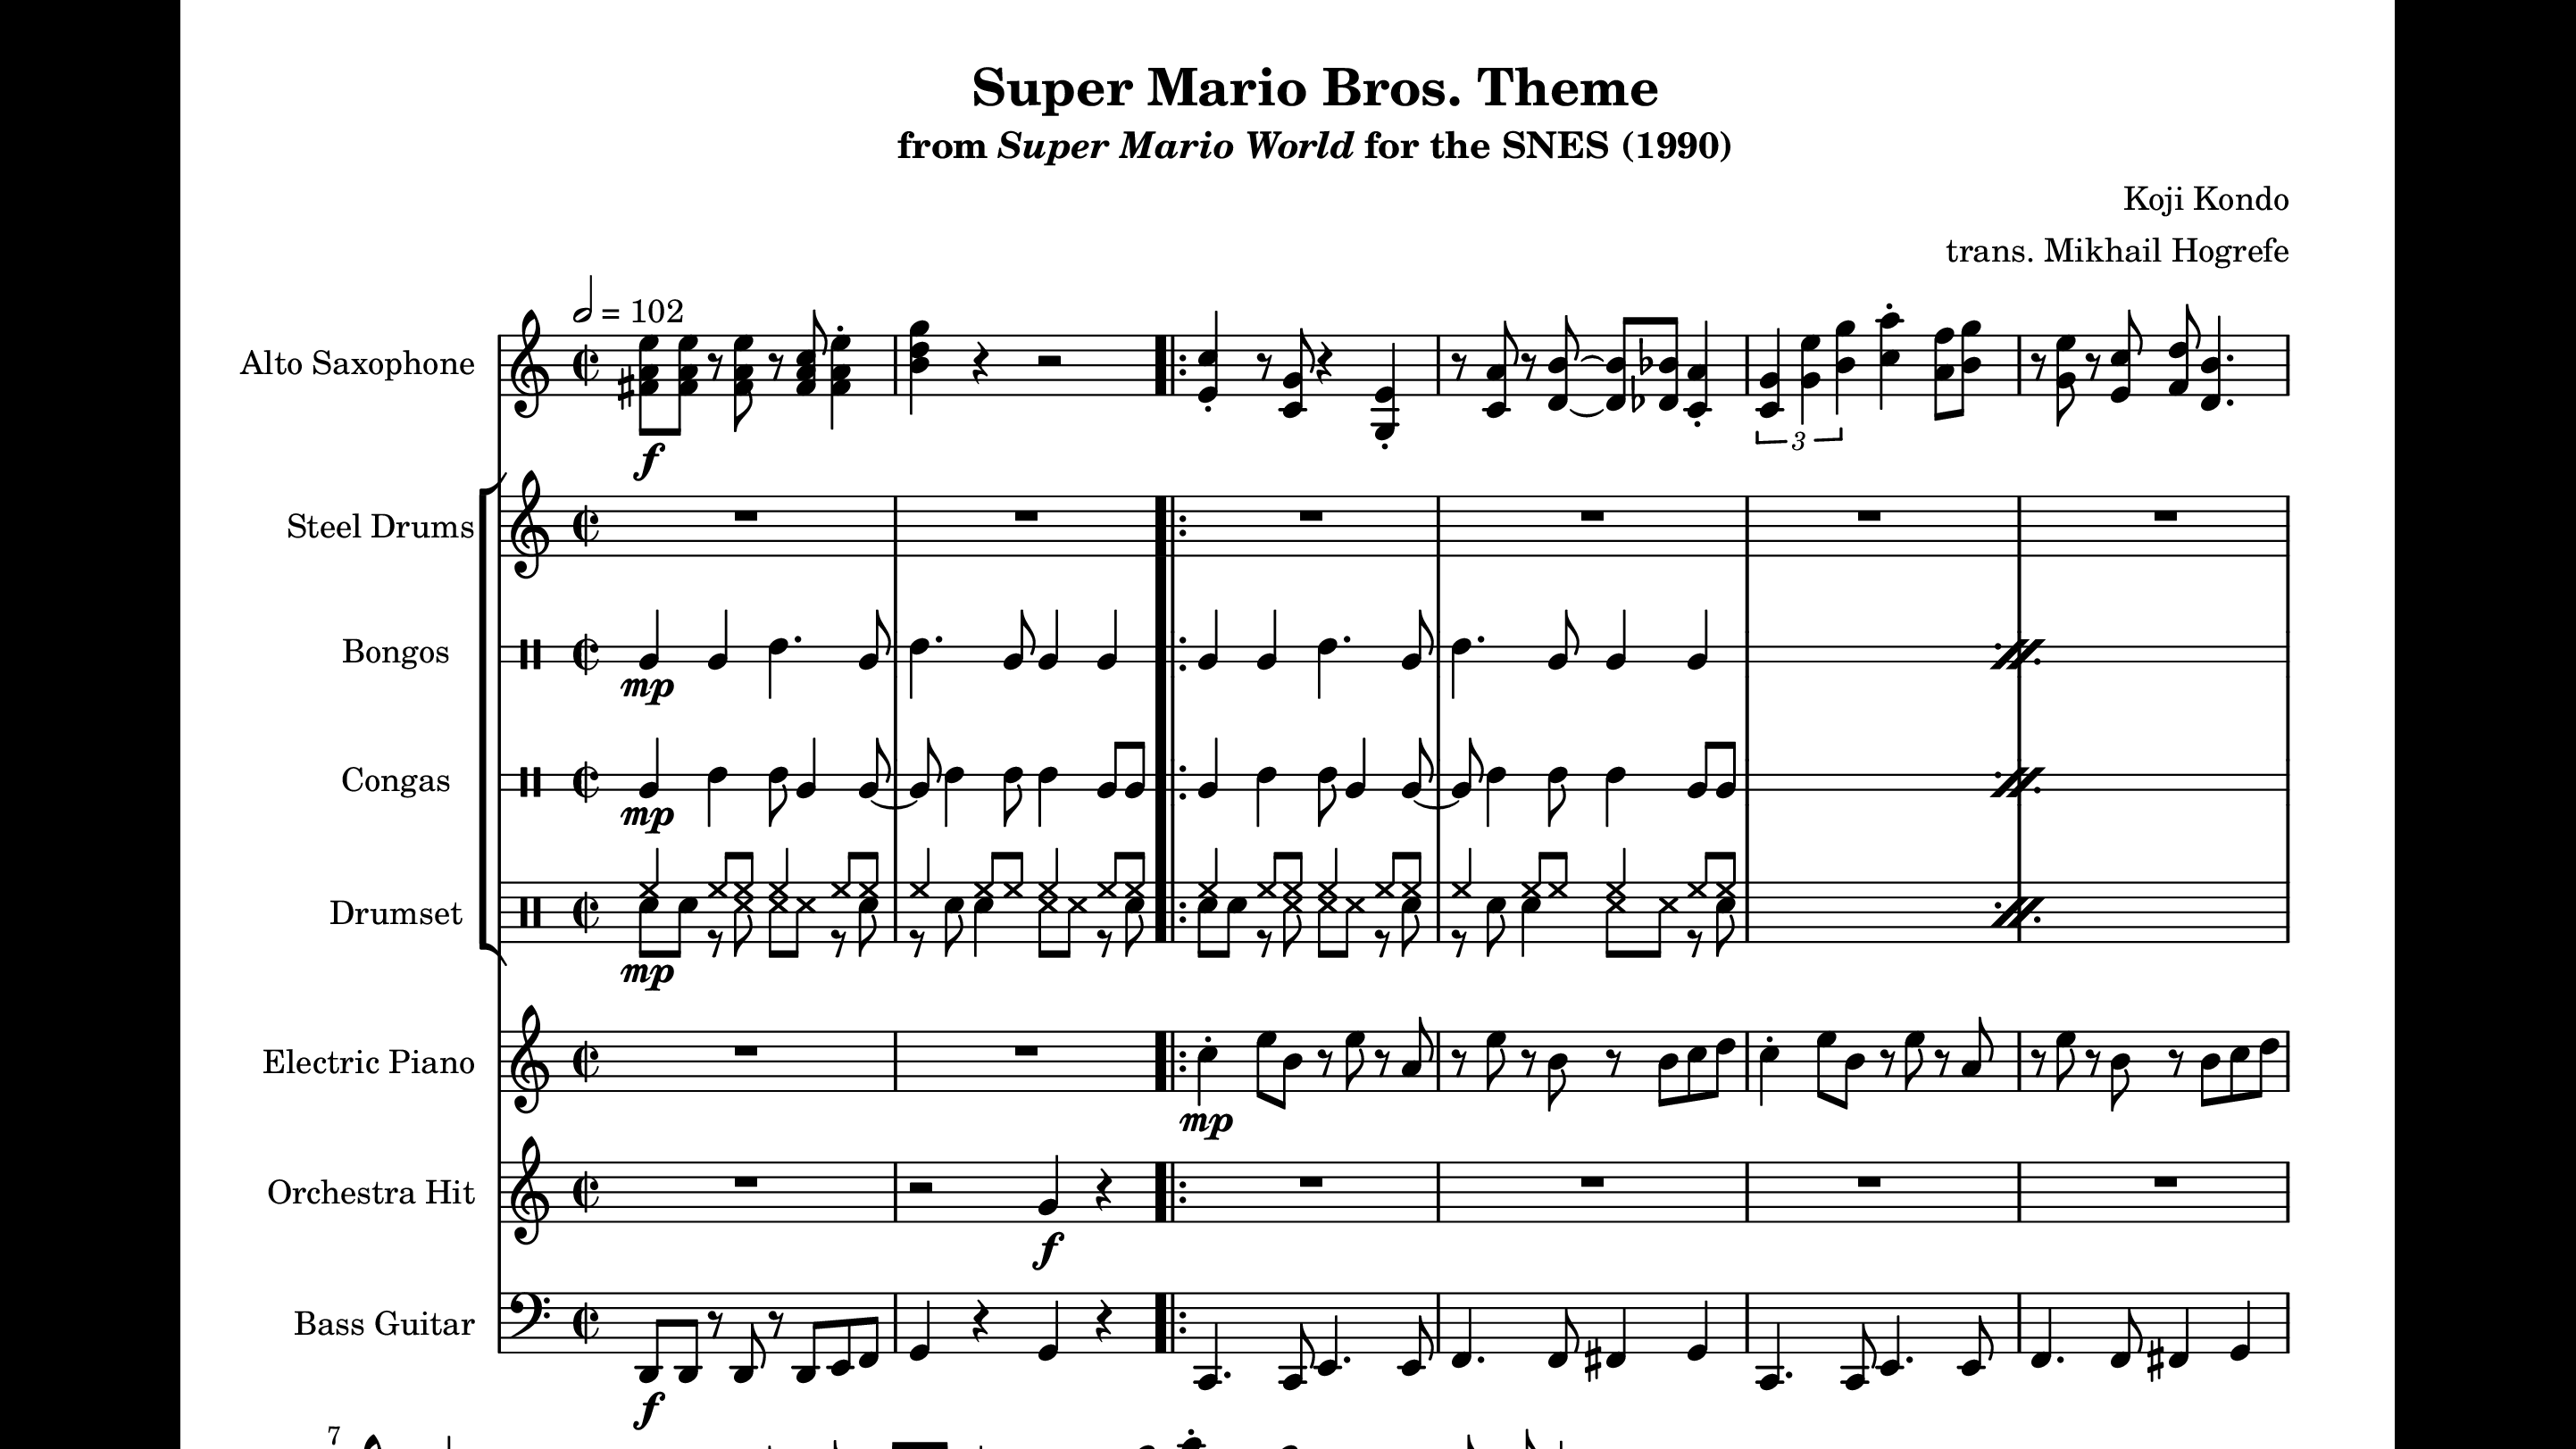 Super Mario Bros. Theme
from Super Mario World for the SNES (1990)
Koji Kondo
trans. Mikhail Hogrefe
= 102
Alto Saxophone
f
3
Steel Drums
Bongos
mp
Congas
mp
Drumset
mp
Electric Piano
mp
Orchestra Hit
f
Bass Guitar
f
7